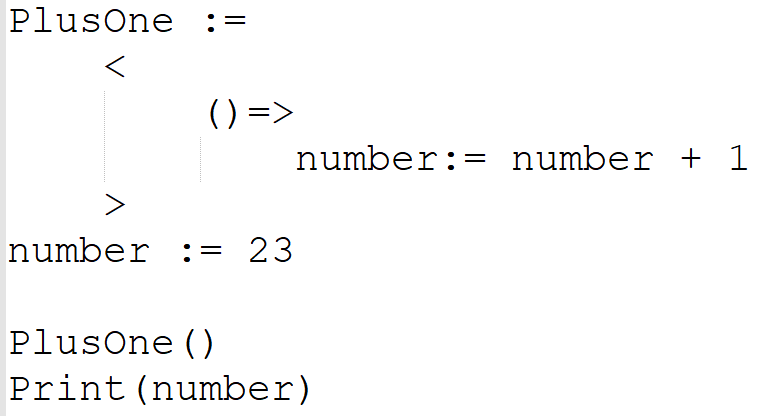 PlusOne :=
<
()=>
number:= number + 1
>
number := 23
PlusOne()
Print(number)